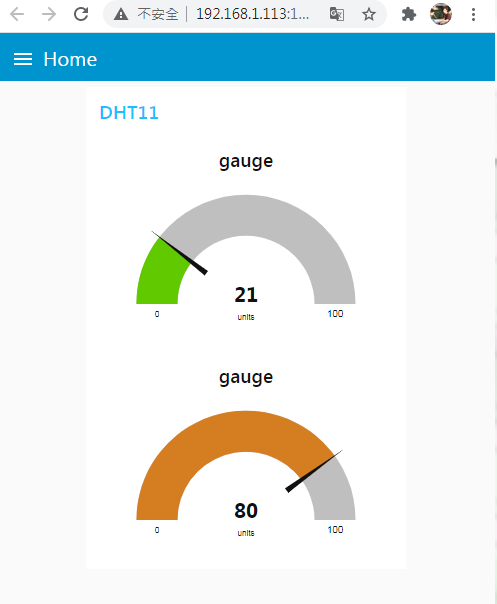 不安全 | 192.168.1.113:1...
Home
DHT11
gauge
21
units
0
100
gauge
80
units
0
100